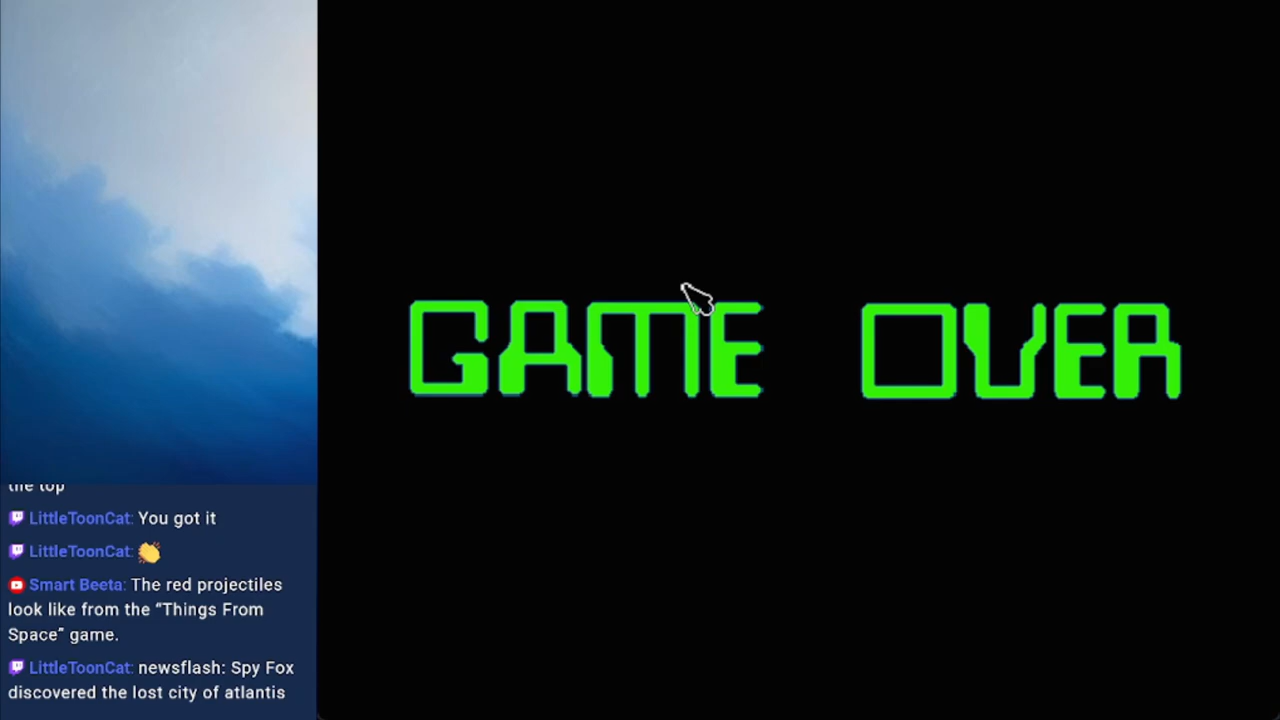 GAME OVER
the top
LittleToonCat: You got it
LittleToonCat: 👏
Smart Beeta: The red projectiles
look like from the “Things From
Space” game.
LittleToonCat: newsflash: Spy Fox
discovered the lost city of atlantis